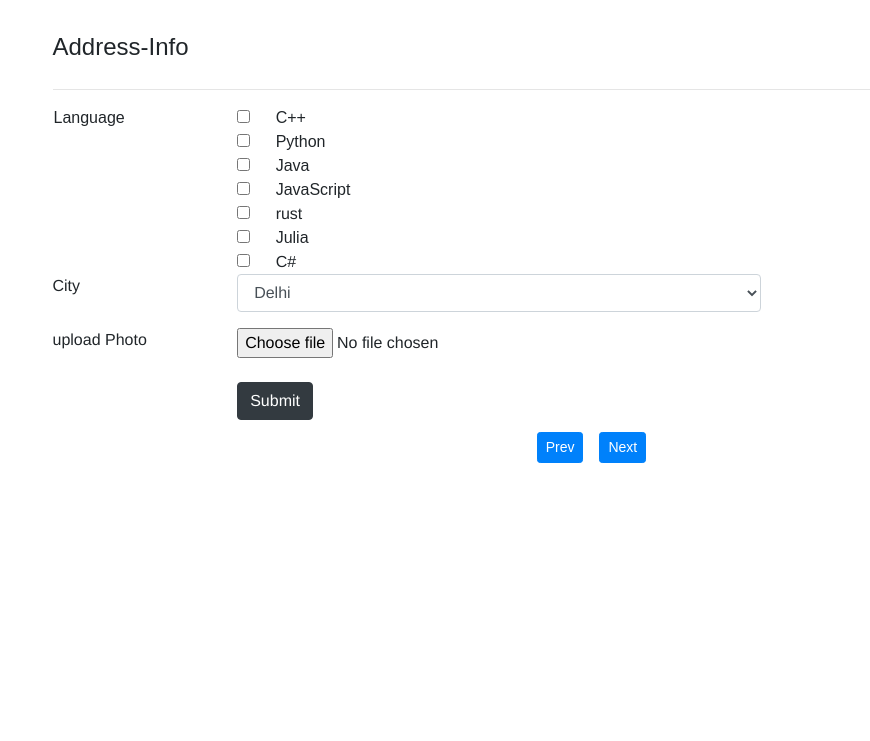 Address-Info
Language
C++
Python
Java
JavaScript
rust
Julia
C#
City
Delhi
upload Photo
Choose file No file chosen
Submit
Prev Next